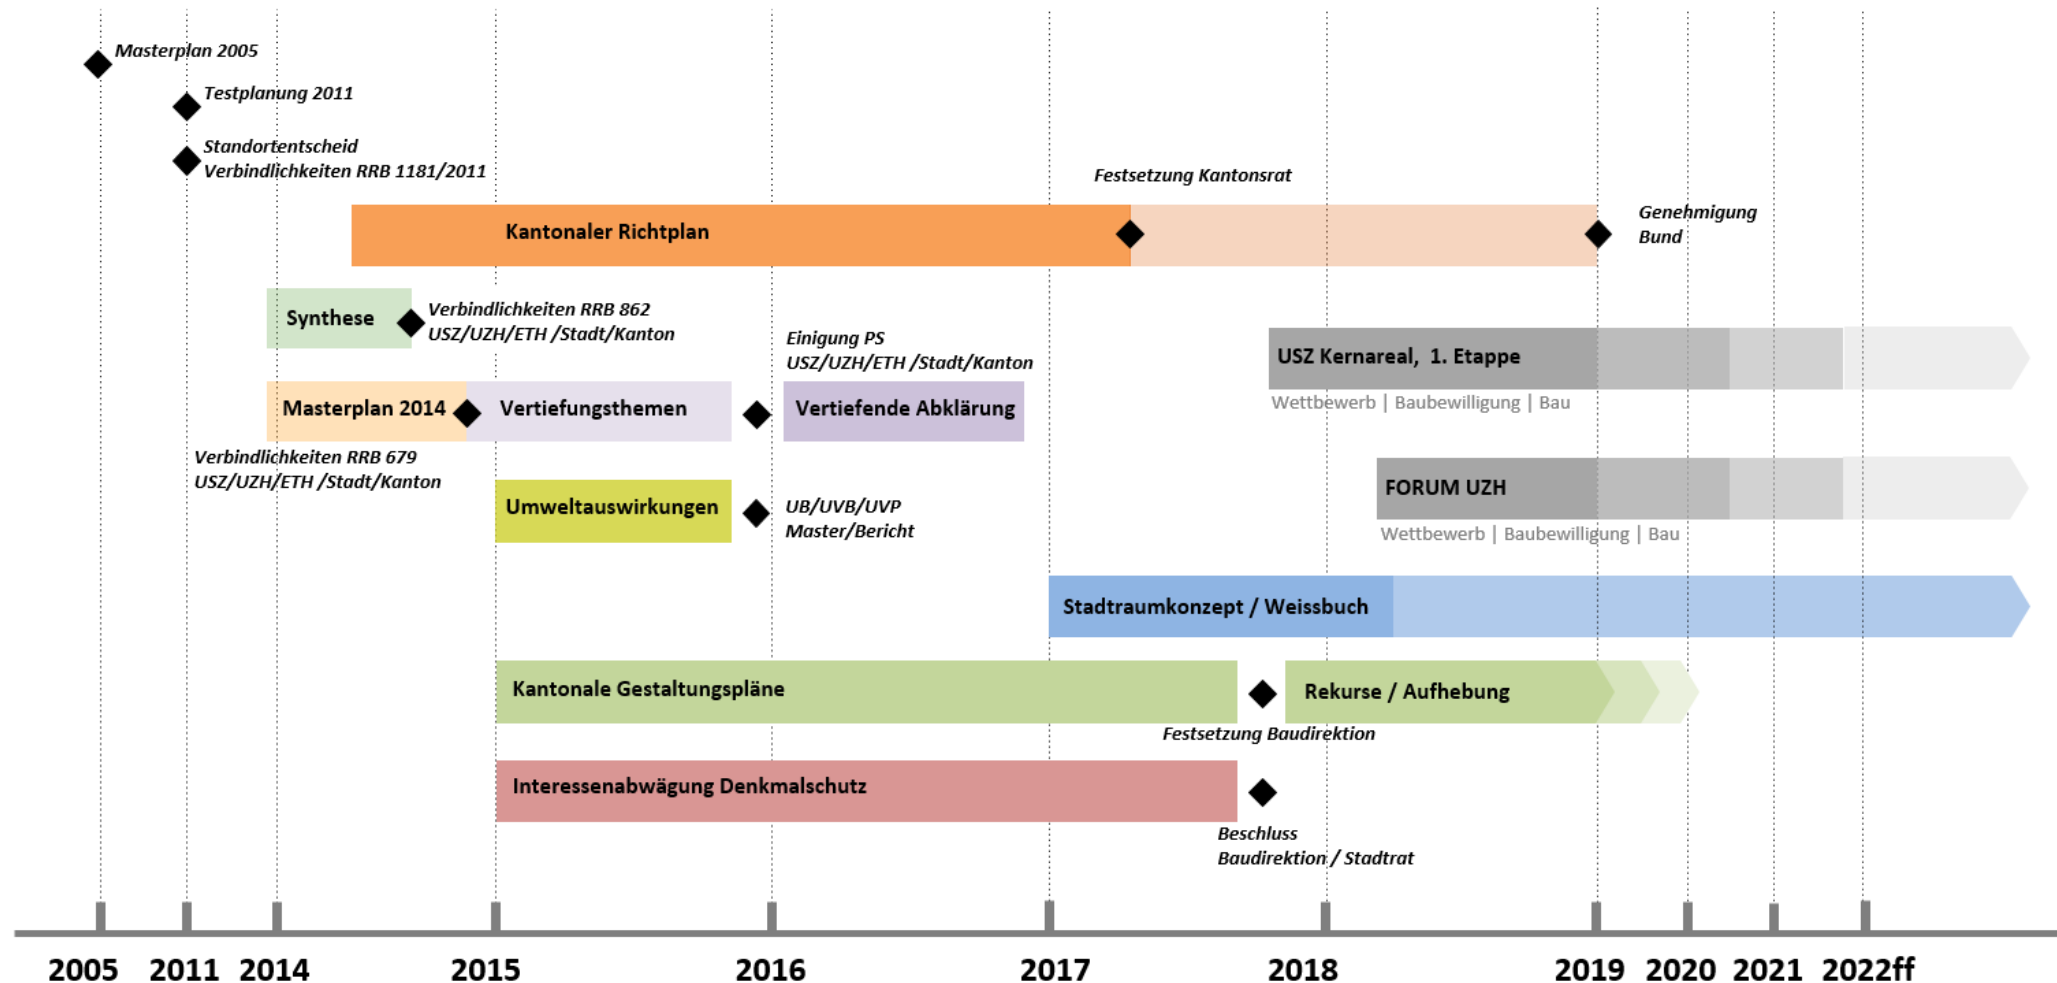 Masterplan 2005
Testplanung 2011
Standortentscheid
Verbindlichkeiten RRB 1181/2011
Festsetzung Kantonsrat
Kantonaler Richtplan
Genehmigung
Bund
Synthese
Verbindlichkeiten RRB 862
USZ/UZH/ETH /Stadt/Kanton
Einigung PS
USZ/UZH/ETH /Stadt/Kanton
USZ Kernareal, 1. Etappe
Wettbewerb | Baubewilligung | Bau
Masterplan 2014
Vertiefungsthemen
Vertiefende Abklärung
Verbindlichkeiten RRB 679
USZ/UZH/ETH /Stadt/Kanton
FORUM UZH
Wettbewerb | Baubewilligung | Bau
Umweltauswirkungen
UB/UVB/UVP
Master/Bericht
Stadtraumkonzept / Weissbuch
Kantonale Gestaltungspläne
Rekurse / Aufhebung
Festsetzung Baudirektion
Interessenabwägung Denkmalschutz
Beschluss
Baudirektion / Stadtrat
2005 2011 2014 2015 2016 2017 2018 2019 2020 2021 2022ff